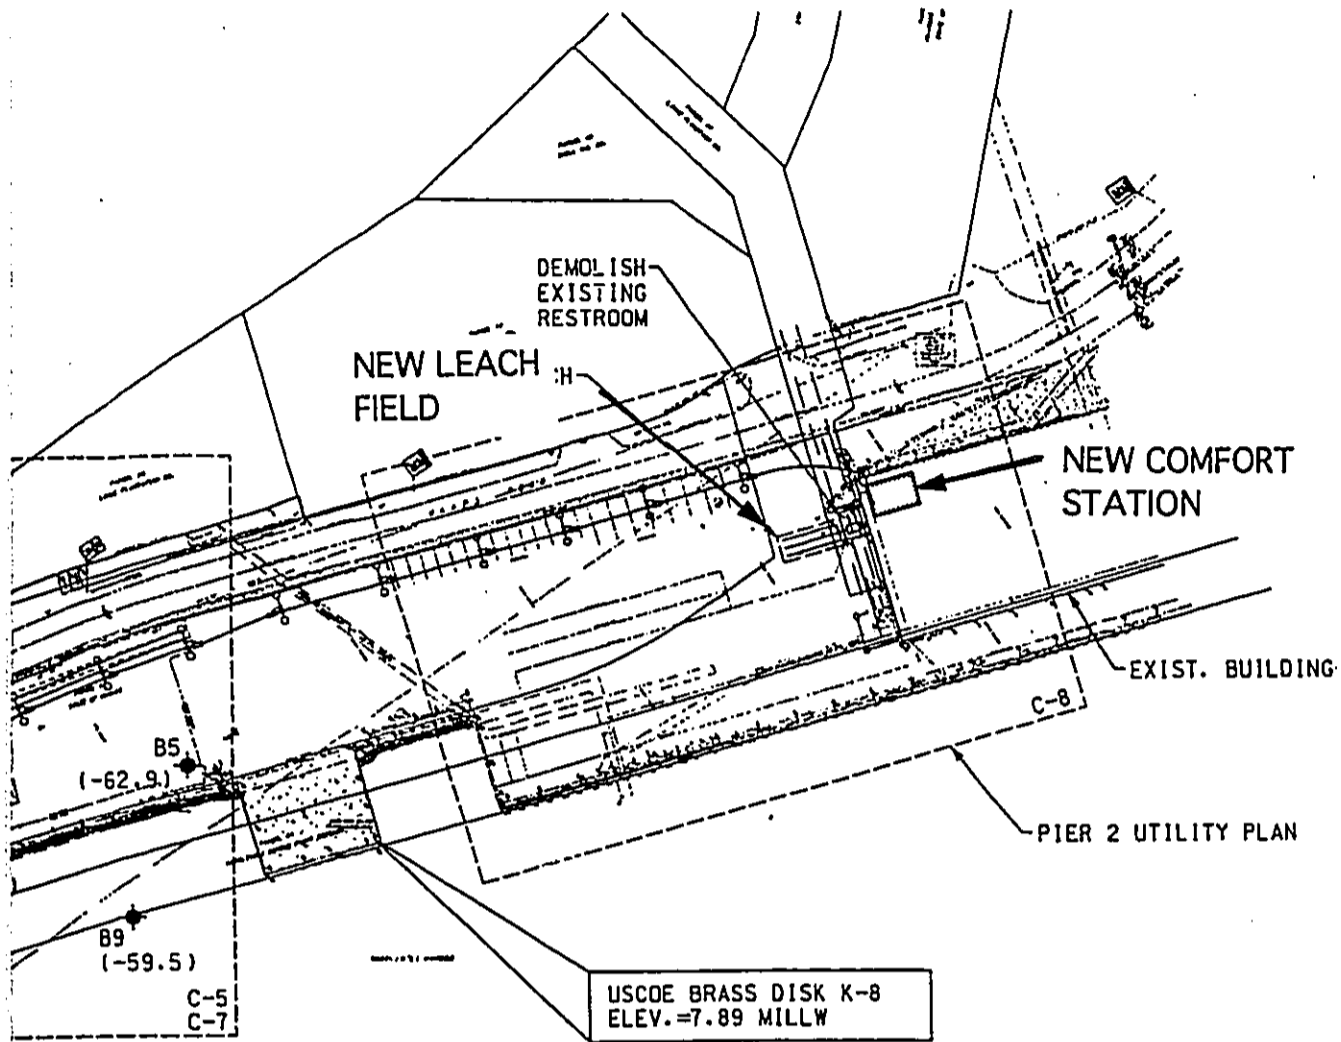 DEMOLISH
EXISTING
RESTROOM
NEW LEACH :H
FIELD
NEW COMFORT
STATION
EXIST. BUILDING
C-8
B5
(-62.9)
PIER 2 UTILITY PLAN
B9
(-59.5)
C-5
C-7
USCOE BRASS DISK K-8
ELEV.=7.89 MILLW